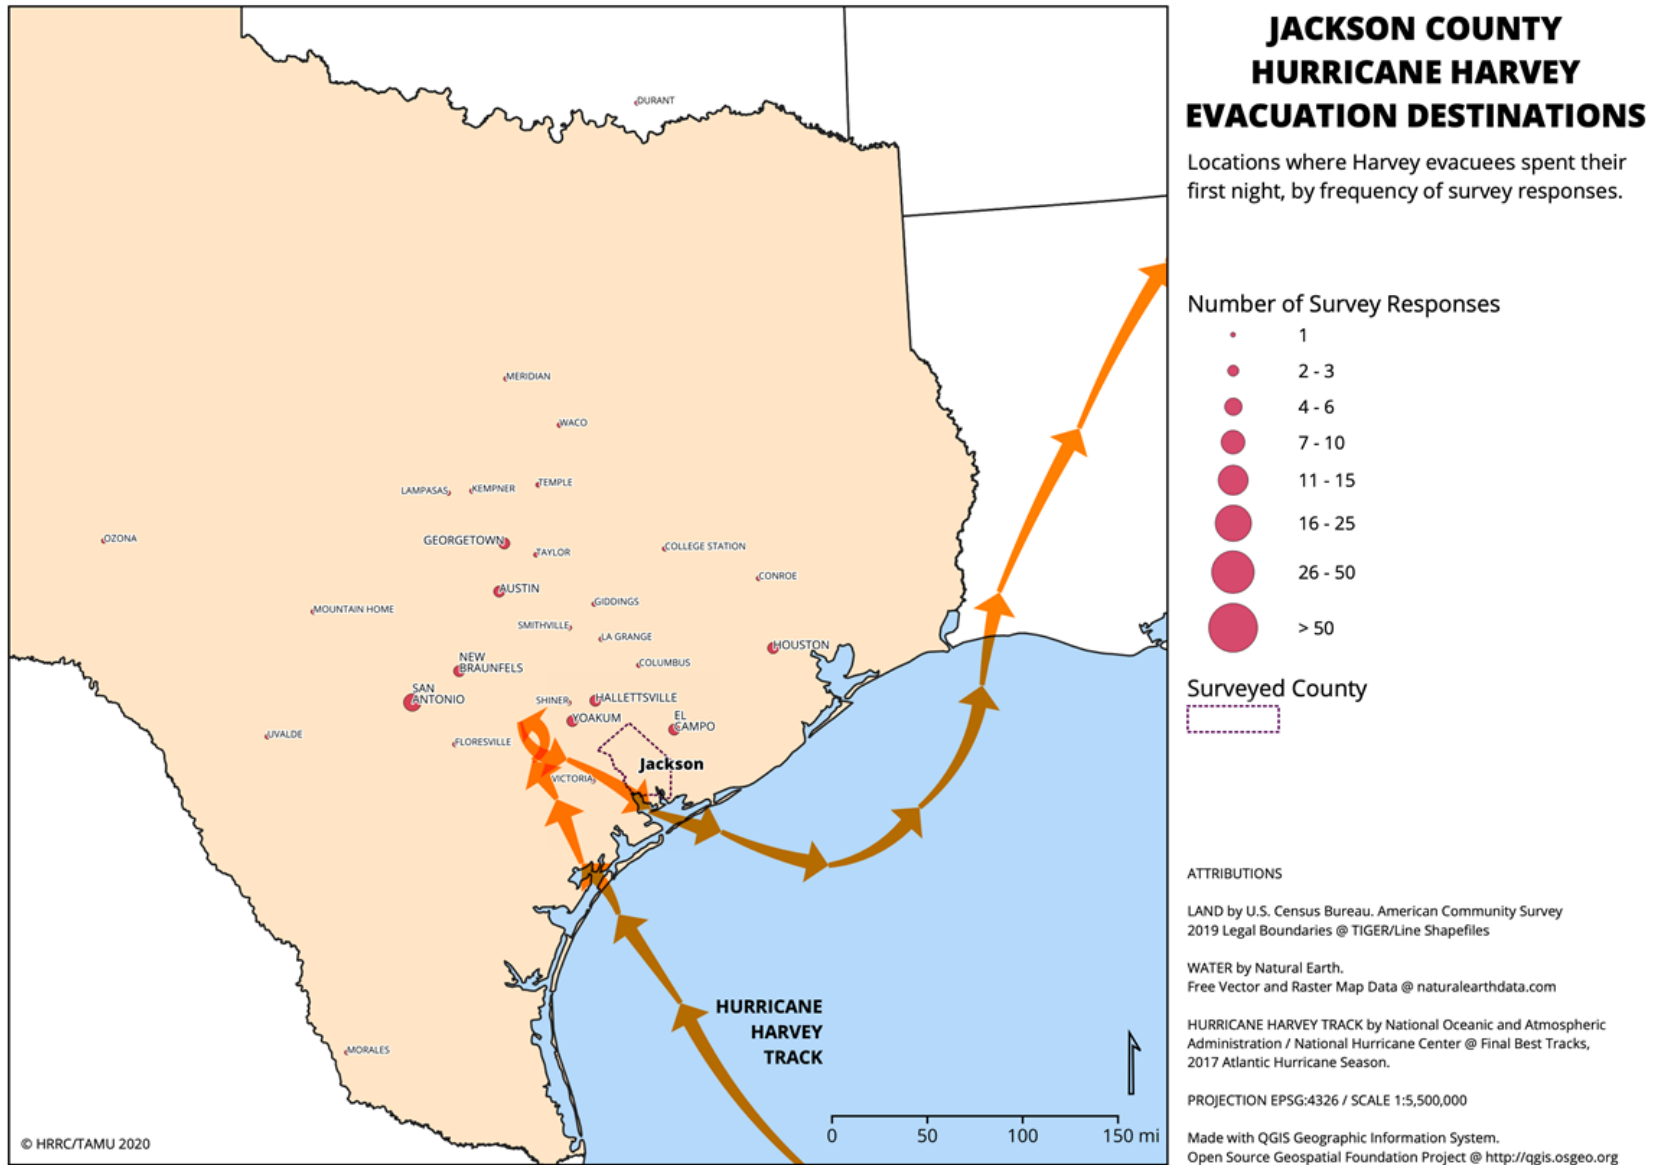 JACKSON COUNTY
HURRICANE HARVEY
EVACUATION DESTINATIONS
Locations where Harvey evacuees spent their
first night, by frequency of survey responses.
Number of Survey Responses
1
2 - 3
4 - 6
7 - 10
11 - 15
16 - 25
26 - 50
> 50
Surveyed County
ATTRIBUTIONS
LAND by U.S. Census Bureau. American Community Survey
2019 Legal Boundaries @ TIGER/Line Shapefiles
WATER by Natural Earth.
Free Vector and Raster Map Data @ naturalearthdata.com
HURRICANE HARVEY TRACK by National Oceanic and Atmospheric
Administration / National Hurricane Center @ Final Best Tracks,
2017 Atlantic Hurricane Season.
PROJECTION EPSG:4326 / SCALE 1:5,500,000
Made with QGIS Geographic Information System.
Open Source Geospatial Foundation Project @ http://qgis.osgeo.org
DURANT
MERIDIAN
WACO
TEMPLE
LAMPASAS
KEMPNER
OZONA
GEORGETOWN
TAYLOR
COLLEGE STATION
CONROE
AUSTIN
GIDDINGS
MOUNTAIN HOME
SMITHVILLE
LA GRANGE
HOUSTON
NEW
BRAUNFELS
COLUMBUS
SAN
ANTONIO
SHINER
HALLETTSVILLE
YOAKUM
EL
CAMPO
UVALDE
FLORESVILLE
Jackson
VICTORIA
HURRICANE
HARVEY
TRACK
MORALES
0 50 100 150 mi
© HRRC/TAMU 2020